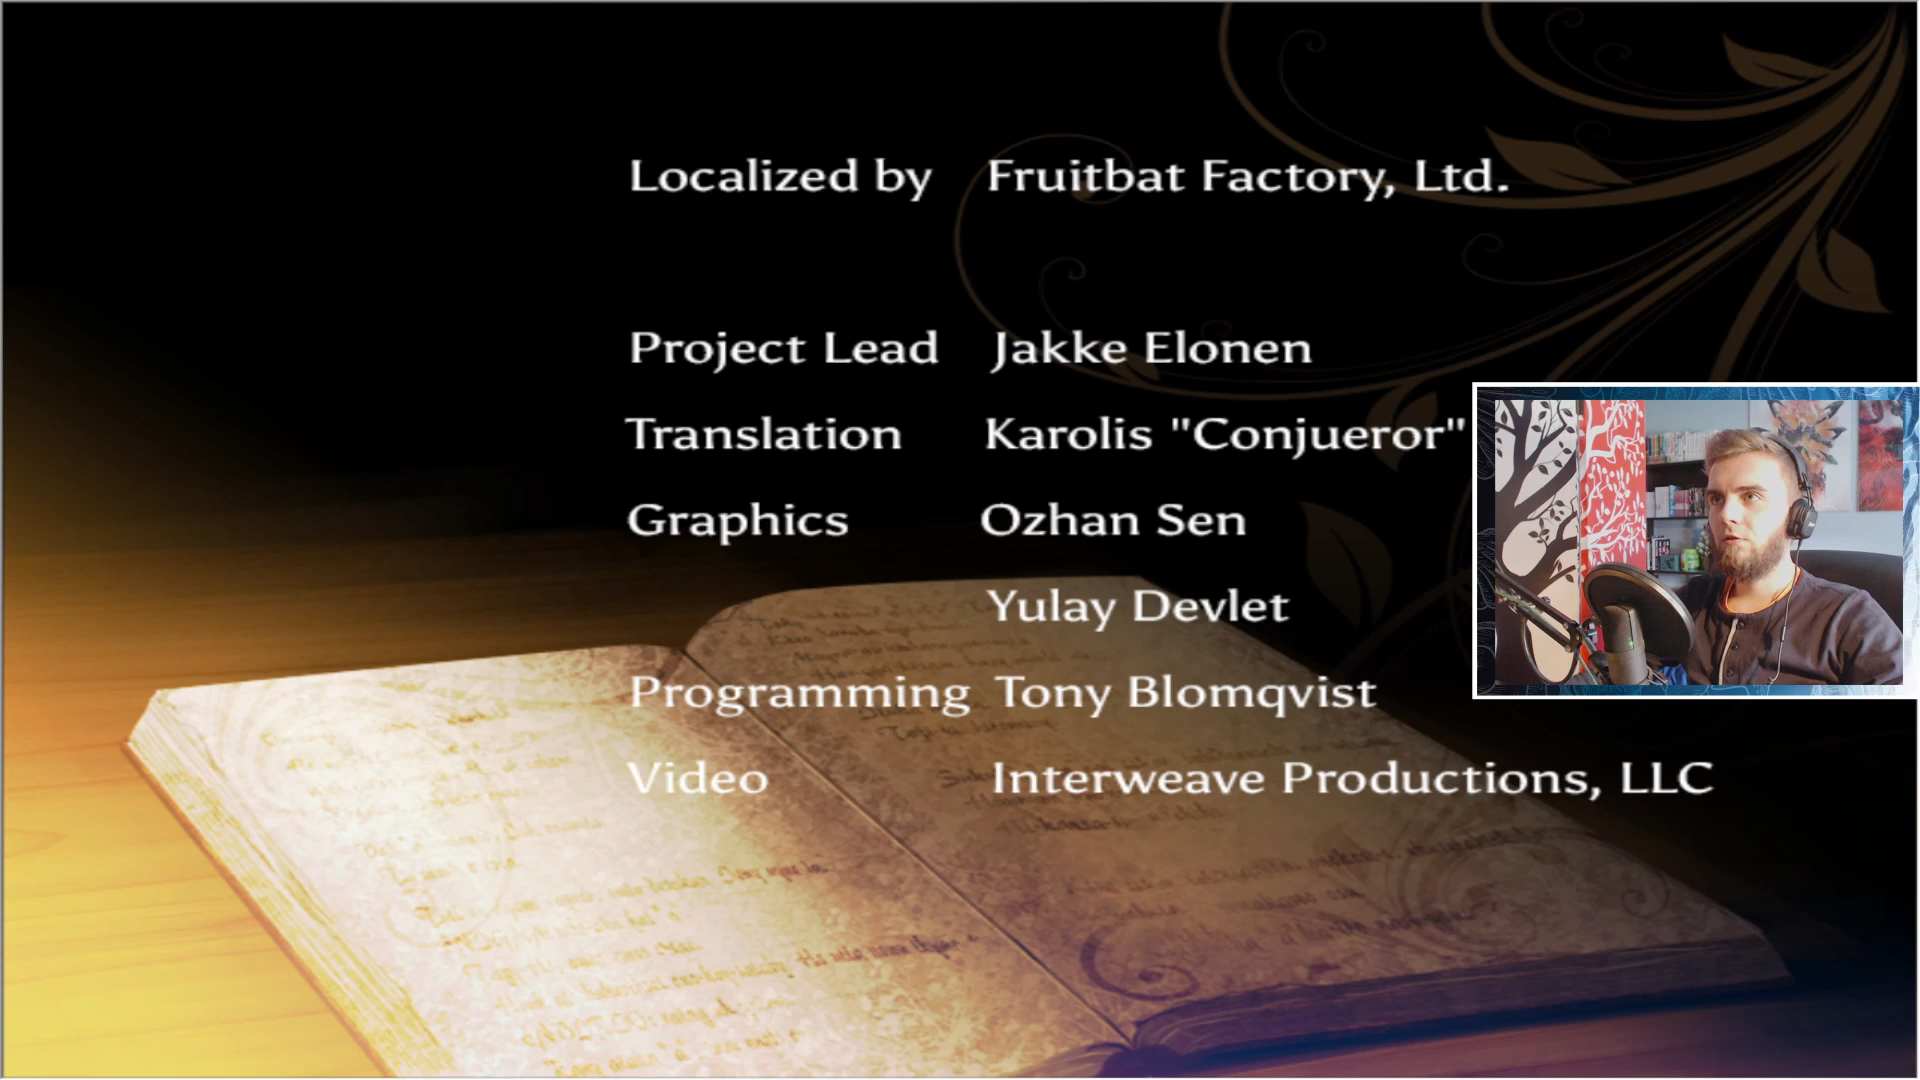 Localized by Fruitbat Factory, Ltd.
Project Lead Jakke Elonen
Translation Karolis "Conjueror"
Graphics Ozhan Sen
Yulay Devlet
Programming Tony Blomqvist
Video Interweave Productions, LLC